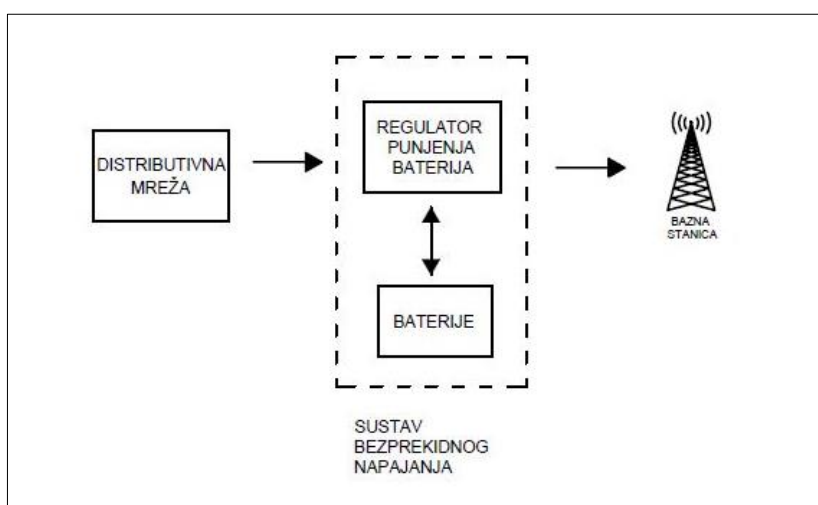 DISTRIBUTIVNA
MREŽA
REGULATOR
PUNJENJA
BATERIJA
BATERIJE
SUSTAV
BEZPREKIDNOG
NAPAJANJA
BAZNA
STANICA